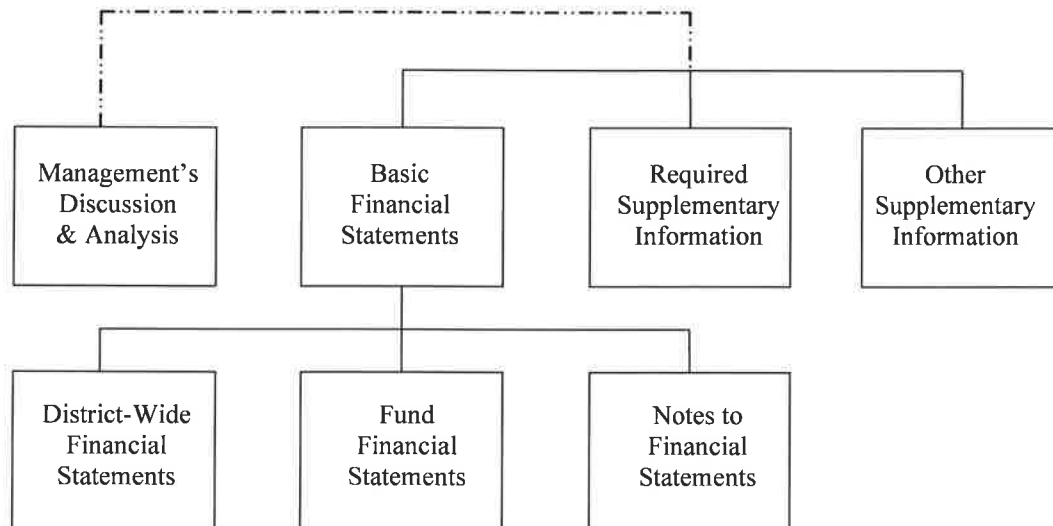 Management's
Discussion
& Analysis
Basic
Financial
Statements
Required
Supplementary
Information
Other
Supplementary
Information
District-Wide
Financial
Statements
Fund
Financial
Statements
Notes to
Financial
Statements